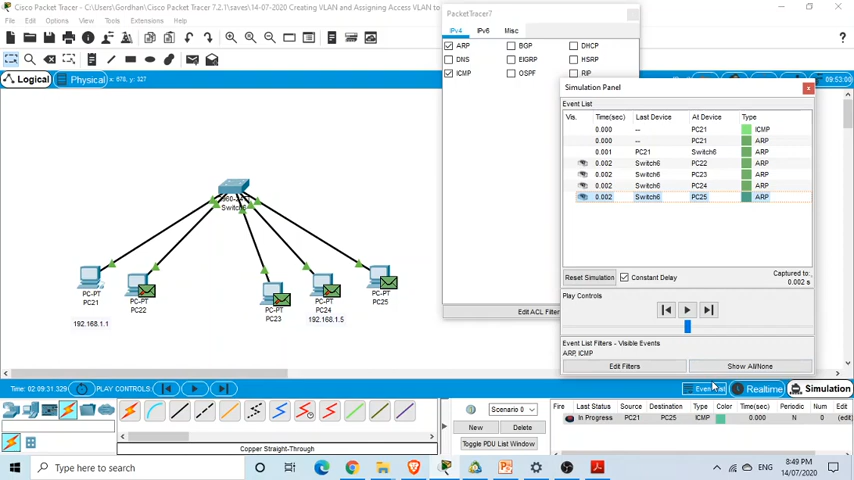 Cisco Packet Tracer 7.2.1\saves\14-07-2020 Creating VLAN and Assigning Access VLAN to
File Edit Options View Tools Extensions Help
PacketTracer7
IPv4 IPv6 Misc
ARP BGP DHCP
DNS EIGRP HSRP
ICMP OSPF RIP
Logical Physical x: 678, y: 327
09:53:00
Simulation Panel
Event List
Vis. Time(sec) Last Device At Device Type
0.000 -- PC21 ICMP
0.000 -- PC21 ARP
0.001 PC21 Switch6 ARP
0.002 Switch6 PC22 ARP
0.002 Switch6 PC23 ARP
0.002 Switch6 PC24 ARP
0.002 Switch6 PC25 ARP
Reset Simulation Constant Delay
Captured to:
0.002 s
Play Controls
Event List Filters - Visible Events
ARP, ICMP
Edit Filters Show All/None
Edit ACL Filter
Switch6
PC-PT
PC21
192.168.1.1
PC-PT
PC22
PC-PT
PC23
PC-PT
PC24
192.168.1.5
PC-PT
PC25
Time: 02:09:31.329 PLAY CONTROLS:
Event List Realtime Simulation
Scenario 0
New Delete
Toggle PDU List Window
Fire Last Status Source Destination Type Color Time(sec) Periodic Num Edit
In Progress PC21 PC25 ICMP 0.000 N 0 (edit)
Copper Straight-Through
Type here to search
ENG
8:49 PM
14/07/2020